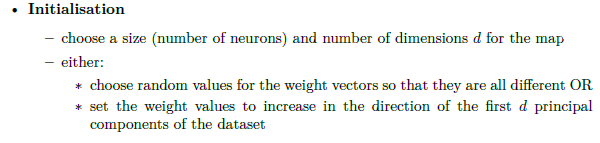 • Initialisation
– choose a size (number of neurons) and number of dimensions d for the map
– either:
∗ choose random values for the weight vectors so that they are all different OR
∗ set the weight values to increase in the direction of the first d principal
components of the dataset